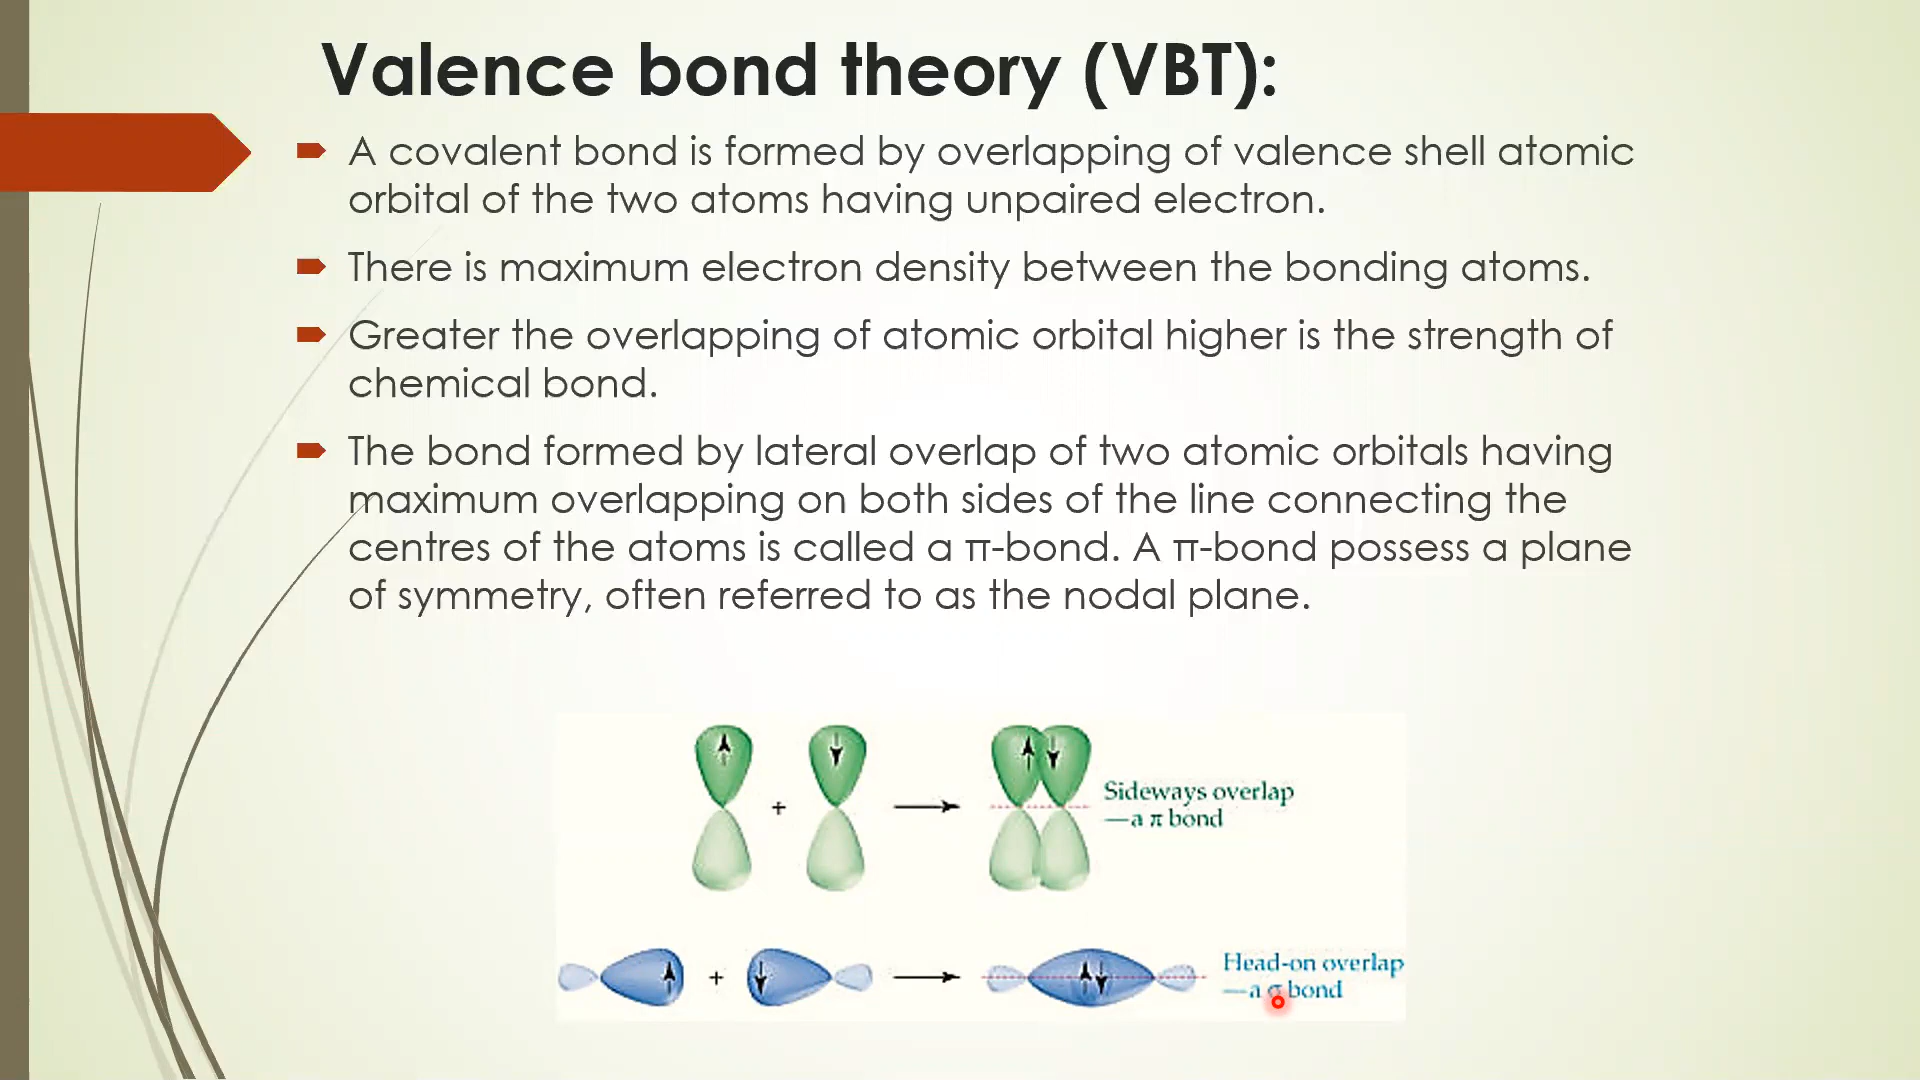 Valence bond theory (VBT):
A covalent bond is formed by overlapping of valence shell atomic
orbital of the two atoms having unpaired electron.
There is maximum electron density between the bonding atoms.
Greater the overlapping of atomic orbital higher is the strength of
chemical bond.
The bond formed by lateral overlap of two atomic orbitals having
maximum overlapping on both sides of the line connecting the
centres of the atoms is called a π-bond. A π-bond possess a plane
of symmetry, often referred to as the nodal plane.
+
Sideways overlap
—a π bond
+
Head-on overlap
—a σ bond